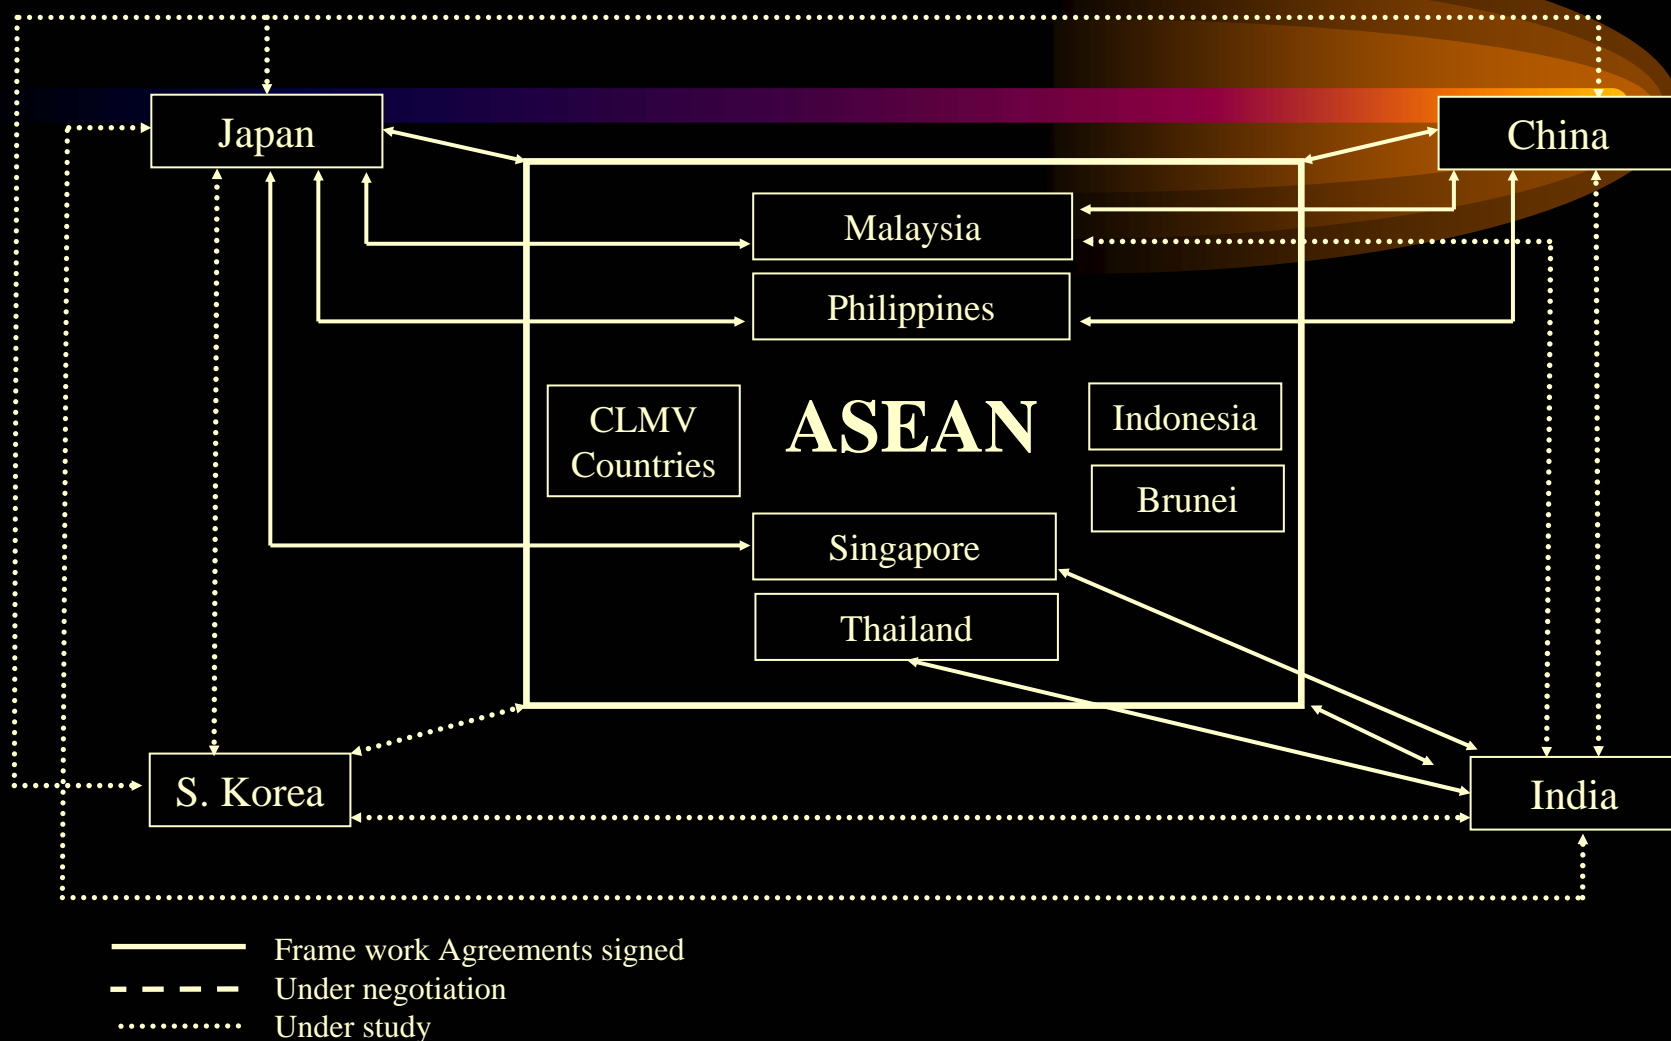 Japan
China
Malaysia
Philippines
CLMV
Countries
ASEAN
Indonesia
Brunei
Singapore
Thailand
S. Korea
India
Frame work Agreements signed
Under negotiation
Under study